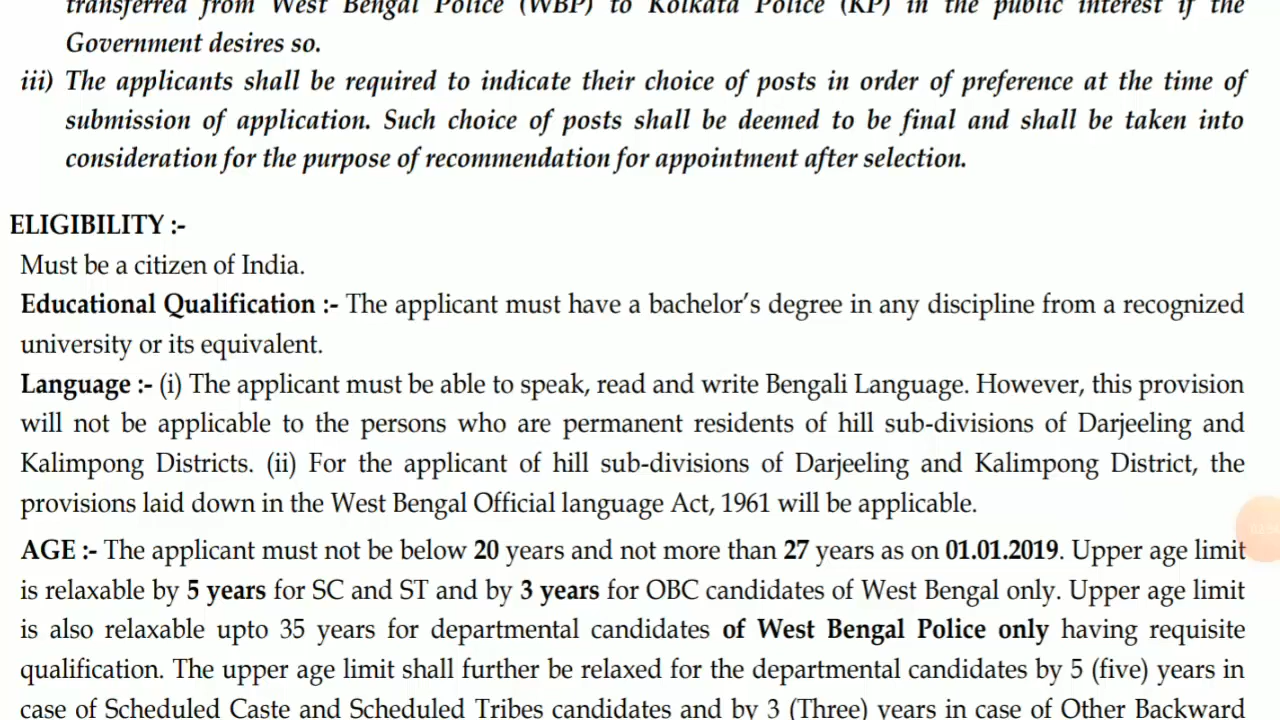 transferred from West Bengal Police (WBP) to Kolkata Police (KP) in the public interest if the
Government desires so.
iii) The applicants shall be required to indicate their choice of posts in order of preference at the time of
submission of application. Such choice of posts shall be deemed to be final and shall be taken into
consideration for the purpose of recommendation for appointment after selection.
ELIGIBILITY :-
Must be a citizen of India.
Educational Qualification :- The applicant must have a bachelor’s degree in any discipline from a recognized
university or its equivalent.
Language :- (i) The applicant must be able to speak, read and write Bengali Language. However, this provision
will not be applicable to the persons who are permanent residents of hill sub-divisions of Darjeeling and
Kalimpong Districts. (ii) For the applicant of hill sub-divisions of Darjeeling and Kalimpong District, the
provisions laid down in the West Bengal Official language Act, 1961 will be applicable.
AGE :- The applicant must not be below 20 years and not more than 27 years as on 01.01.2019. Upper age limit
is relaxable by 5 years for SC and ST and by 3 years for OBC candidates of West Bengal only. Upper age limit
is also relaxable upto 35 years for departmental candidates of West Bengal Police only having requisite
qualification. The upper age limit shall further be relaxed for the departmental candidates by 5 (five) years in
case of Scheduled Caste and Scheduled Tribes candidates and by 3 (Three) years in case of Other Backward